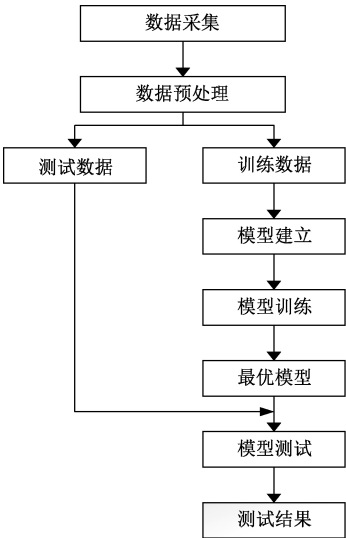 数据采集
数据预处理
测试数据
训练数据
模型建立
模型训练
最优模型
模型测试
测试结果